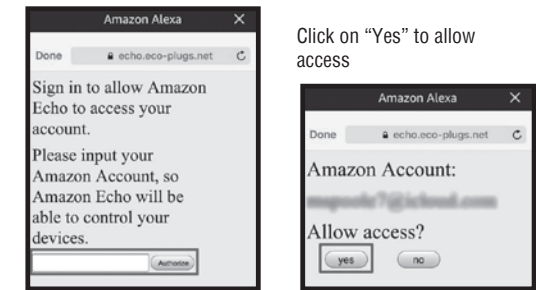 Amazon Alexa ×
Done echo.eco-plugs.net
Sign in to allow Amazon
Echo to access your
account.
Please input your
Amazon Account, so
Amazon Echo will be
able to control your
devices.
Authorize
Click on “Yes” to allow
access
Amazon Alexa ×
Done echo.eco-plugs.net
Amazon Account:
Allow access?
yes no